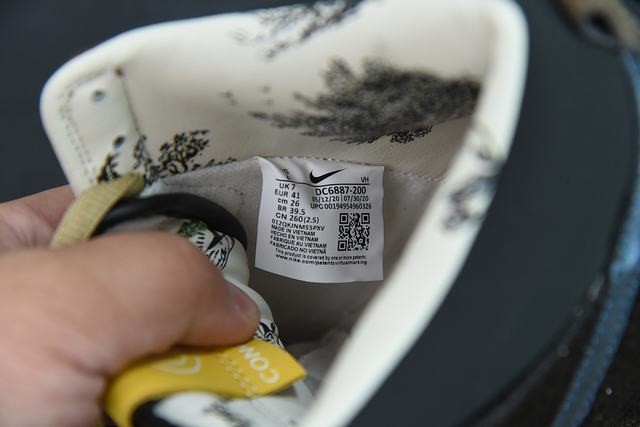 VH
UK 7
EUR 41
cm 26
BR 39.5
CN 260(2.5)
DC6887-200
05/12/20 07/30/20
UPC 00194954960326
MADE IN VIETNAM
HECHO EN VIETNAM
FABRIQUE AU VIETNAM
FABRICADO NO VIETNÃ
This product is covered by one or more patents.
www.nike.com/patentsvirtualmarking
CON